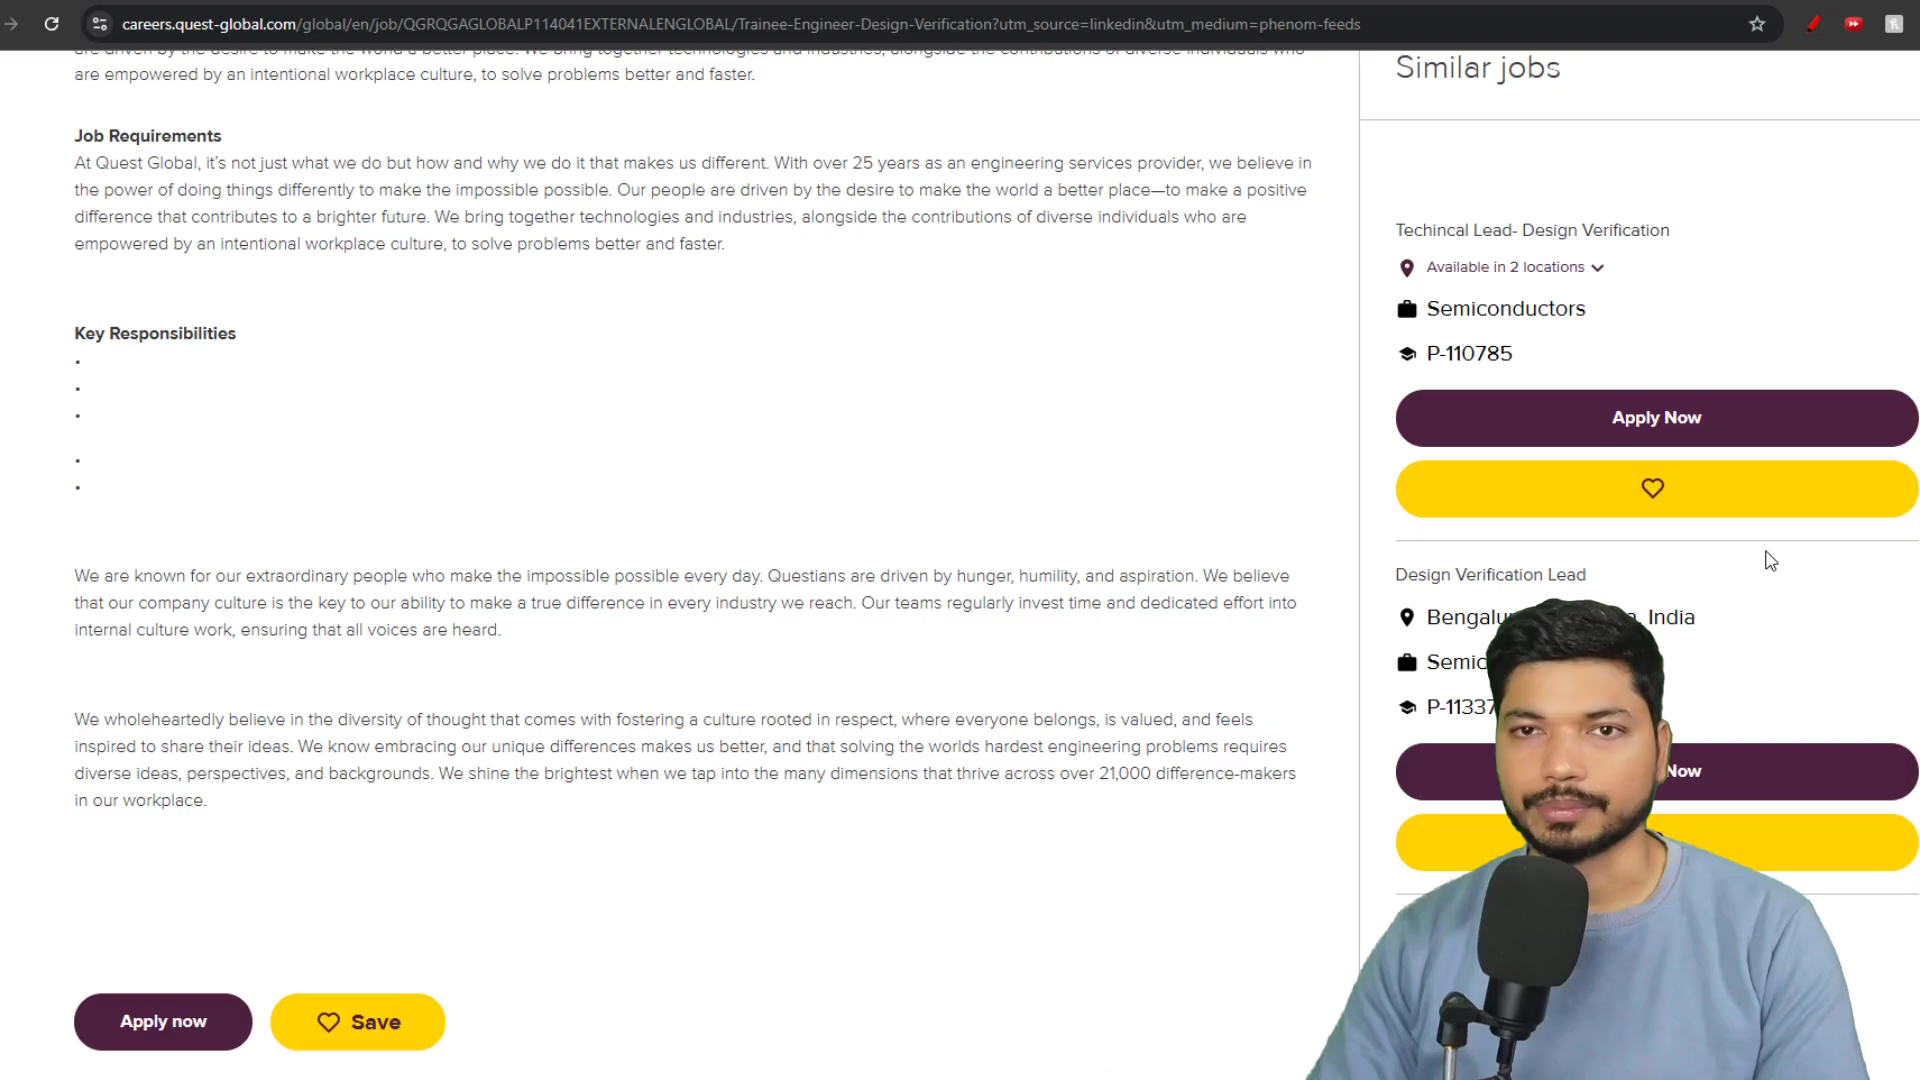 careers.quest-global.com/global/en/job/QGRQGAGLOBALP114041EXTERNALENGLOBAL/Trainee-Engineer-Design-Verification?utm_source=linkedin&utm_medium=phenom-feeds
are driven by the desire to make the world a better place. We bring together technologies and industries, alongside the contributions of diverse individuals who
are empowered by an intentional workplace culture, to solve problems better and faster.
Job Requirements
At Quest Global, it's not just what we do but how and why we do it that makes us different. With over 25 years as an engineering services provider, we believe in
the power of doing things differently to make the impossible possible. Our people are driven by the desire to make the world a better place—to make a positive
difference that contributes to a brighter future. We bring together technologies and industries, alongside the contributions of diverse individuals who are
empowered by an intentional workplace culture, to solve problems better and faster.
Key Responsibilities
We are known for our extraordinary people who make the impossible possible every day. Questians are driven by hunger, humility, and aspiration. We believe
that our company culture is the key to our ability to make a true difference in every industry we reach. Our teams regularly invest time and dedicated effort into
internal culture work, ensuring that all voices are heard.
We wholeheartedly believe in the diversity of thought that comes with fostering a culture rooted in respect, where everyone belongs, is valued, and feels
inspired to share their ideas. We know embracing our unique differences makes us better, and that solving the worlds hardest engineering problems requires
diverse ideas, perspectives, and backgrounds. We shine the brightest when we tap into the many dimensions that thrive across over 21,000 difference-makers
in our workplace.
Apply now
Save
Similar jobs
Techincal Lead- Design Verification
Available in 2 locations
Semiconductors
P-110785
Apply Now
Design Verification Lead
India
Now